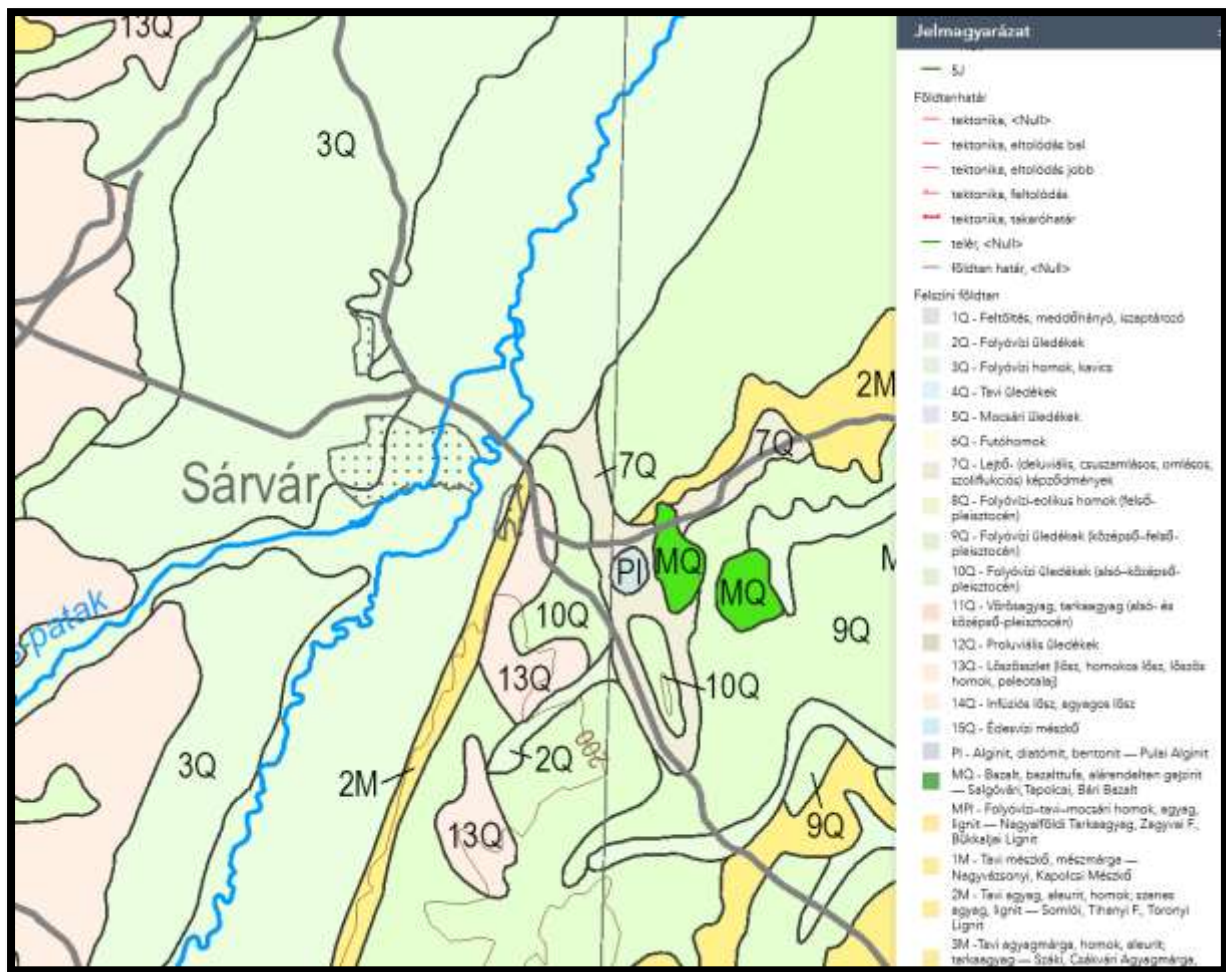 13Q
3Q
2M
7Q
7Q
Sárvár
PI
MQ
MQ
M
-patak
10Q
9Q
13Q
10Q
200
2Q
3Q
2M
13Q
9Q
Jelmagyarázat
5J
Földtanhatár
tektonika, <Null>
tektonika, eltolódás bal
tektonika, eltolódás jobb
tektonika, feltolódás
tektonika, takaróhatár
telér, <Null>
földtan határ, <Null>
Felszíni földtan
1Q - Feltöltés, meddőhányó, iszaptározó
2Q - Folyóvízi üledékek
3Q - Folyóvízi homok, kavics
4Q - Tavi üledékek
5Q - Mocsári üledékek
6Q - Futóhomok
7Q - Lejtő- (deluviális, csuszamlásos, omlásos,
szoliflukciós) képződmények
8Q - Folyóvízi-eolikus homok (felső-
pleisztocén)
9Q - Folyóvízi üledékek (középső-felső-
pleisztocén)
10Q - Folyóvízi üledékek (alsó-középső-
pleisztocén)
11Q - Vörösagyag, tarkaagyag (alsó- és
középső-pleisztocén)
12Q - Proluviális üledékek
13Q - Löszösszlet (lösz, homokos lösz, löszös
homok, paleotalaj)
14Q - Infúziós lösz, agyagos lösz
15Q - Édesvízi mészkő
PI - Alginit, diatómit, bentonit — Pulai Alginit
MQ - Bazalt, bazalttufa, alárendelten gejzirit
— Salgóvári, Tapolcai, Bári Bazalt
MPl - Folyóvízi-tavi-mocsári homok, agyag,
lignit — Nagyalföldi Tarkaagyag, Zagyvai F.,
Bükkaljai Lignit
1M - Tavi mészkő, mészmárga —
Nagyvázsonyi, Kapolcsi Mészkő
2M - Tavi agyag, aleurit, homok; szenes
agyag, lignit — Somlói, Tihanyi F., Toronyi
Lignit
3M -Tavi agyagmárga, homok, aleurit;
tarkaagyag — Száki, Csákvári Agyagmárga,